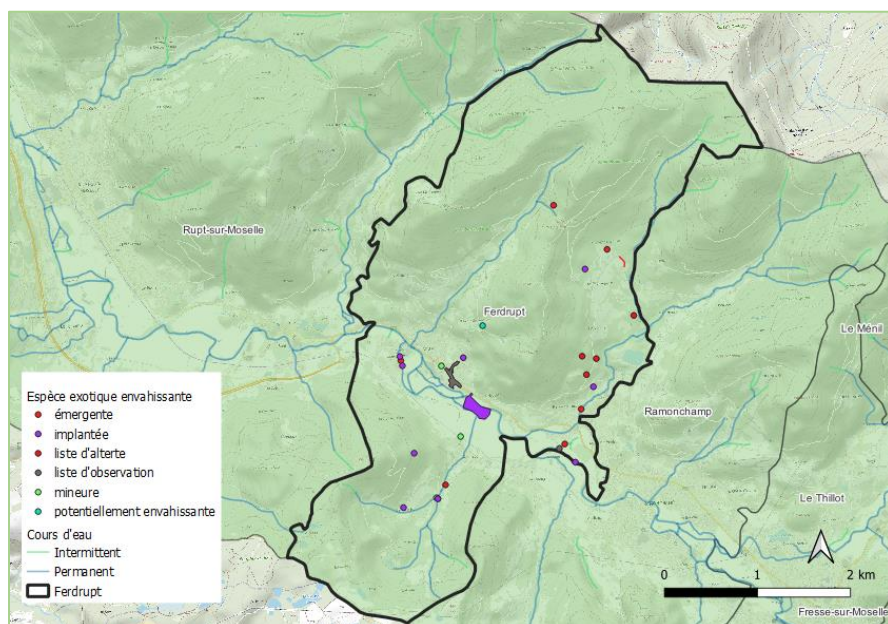 Rupt-sur-Moselle
Ferdrupt
Le Ménil
Ramonchamp
Le Thillot
Fresse-sur-Moselle
Espèce exotique envahissante
émergente
implantée
liste d'alterte
liste d'observation
mineure
potentiellement envahissante
Cours d'eau
Intermittent
Permanent
Ferdrupt
0 1 2 km